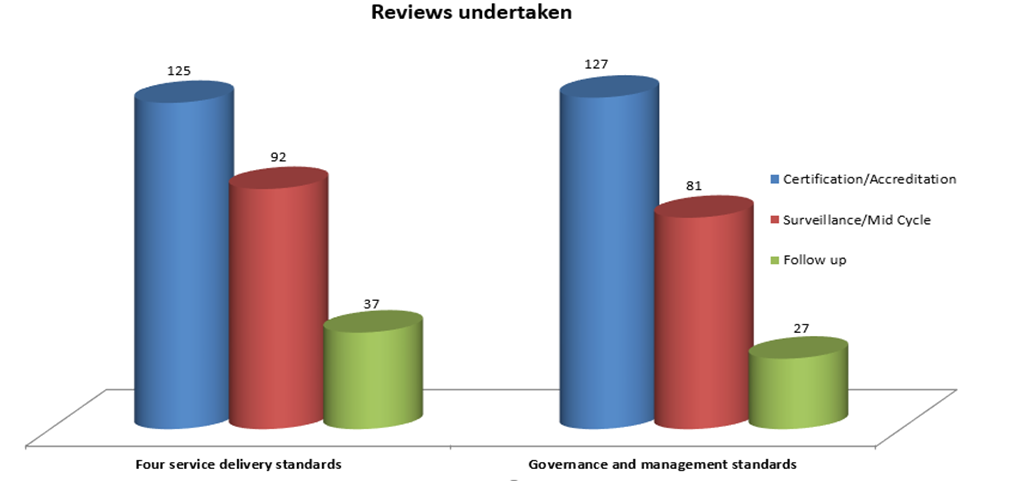 Reviews undertaken
125
92
37
127
81
27
Certification/Accreditation
Surveillance/Mid Cycle
Follow up
Four service delivery standards
Governance and management standards